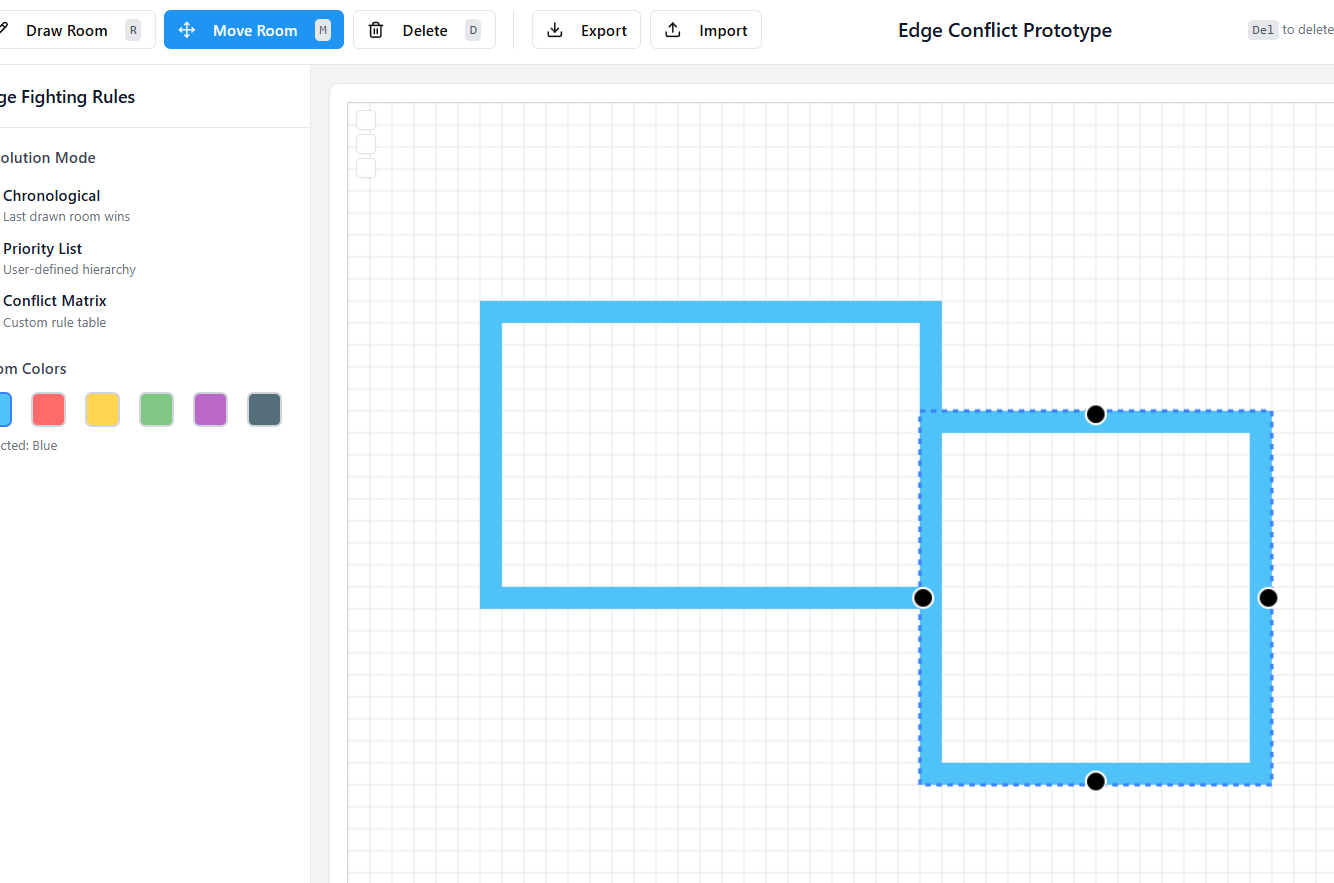 Draw Room R
Move Room M
Delete D
Export
Import
Edge Conflict Prototype
Del to delete
ge Fighting Rules
olution Mode
Chronological
Last drawn room wins
Priority List
User-defined hierarchy
Conflict Matrix
Custom rule table
om Colors
cted: Blue